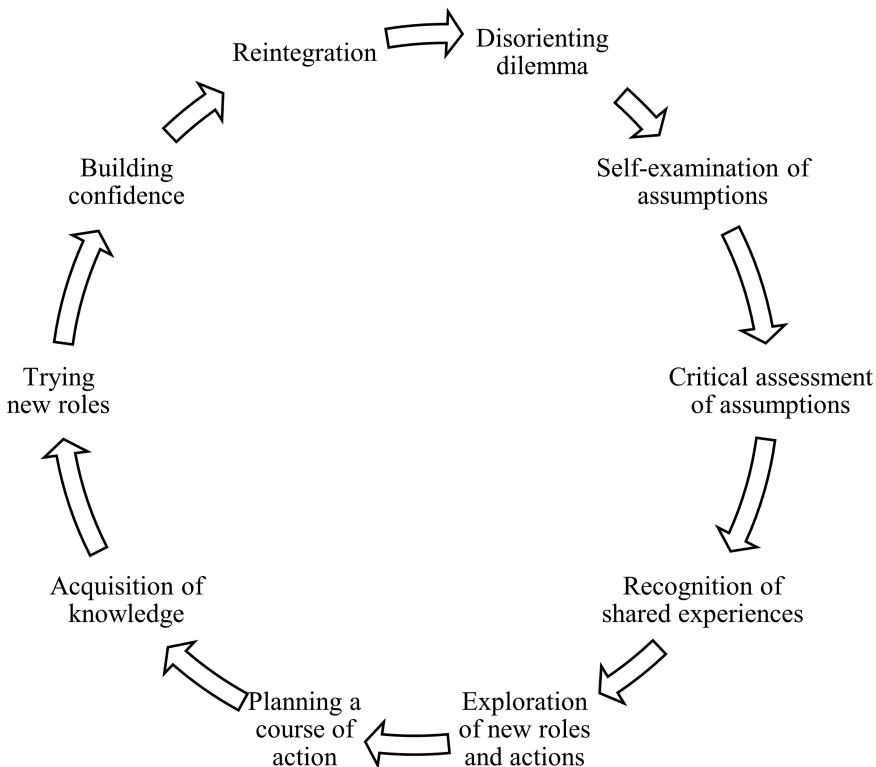 Reintegration
Disorienting
dilemma
Self-examination of
assumptions
Critical assessment
of assumptions
Recognition of
shared experiences
Exploration
of new roles
and actions
Planning a
course of
action
Acquisition of
knowledge
Trying
new roles
Building
confidence